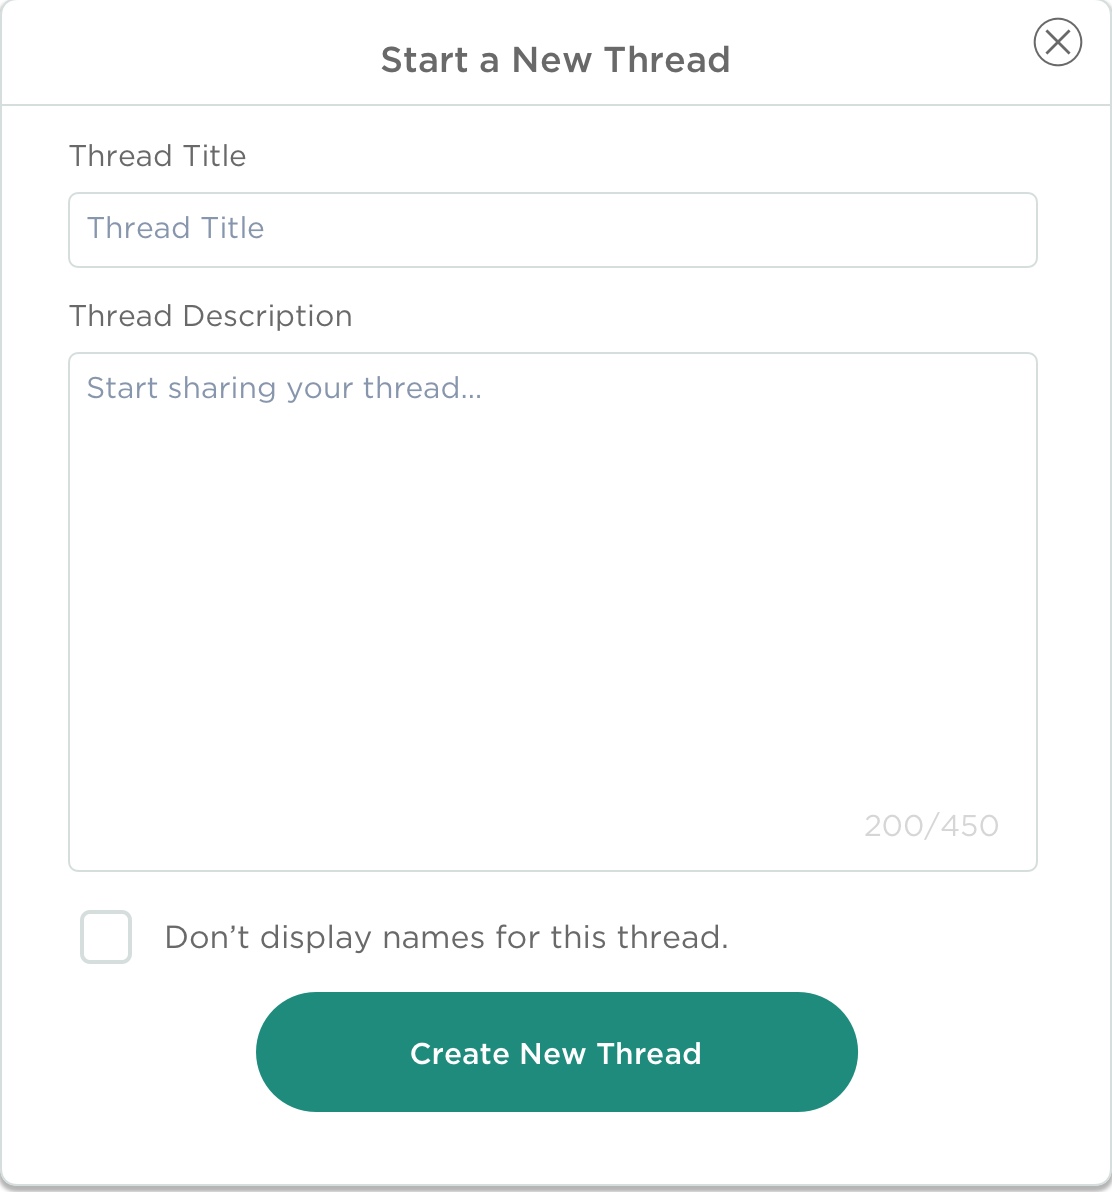 Start a New Thread
Thread Title
Thread Title
Thread Description
Start sharing your thread...
200/450
Don’t display names for this thread.
Create New Thread